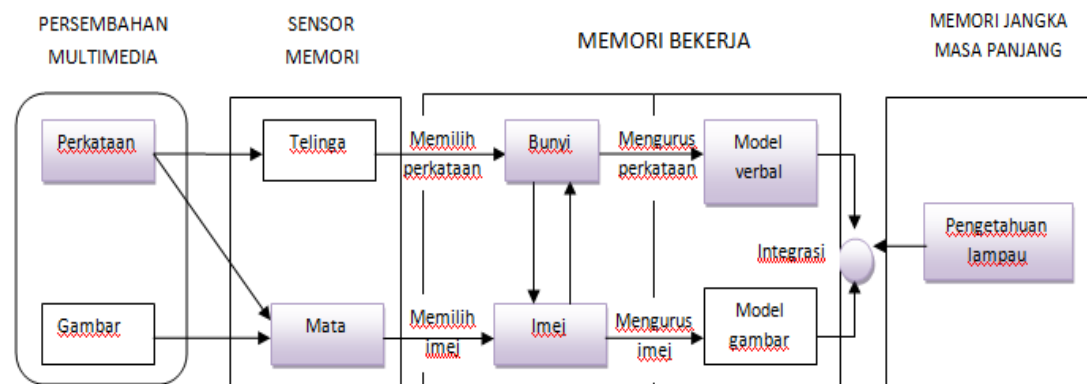 PERSEMBAHAN
MULTIMEDIA
SENSOR
MEMORI
MEMORI BEKERJA
MEMORI JANGKA
MASA PANJANG
Perkataan
Telinga
Memilih
perkataan
Bunyi
Mengurus
perkataan
Model
verbal
Integrasi
Pengetahuan
lampau
Gambar
Mata
Memilih
imej
Imej
Mengurus
imej
Model
gambar